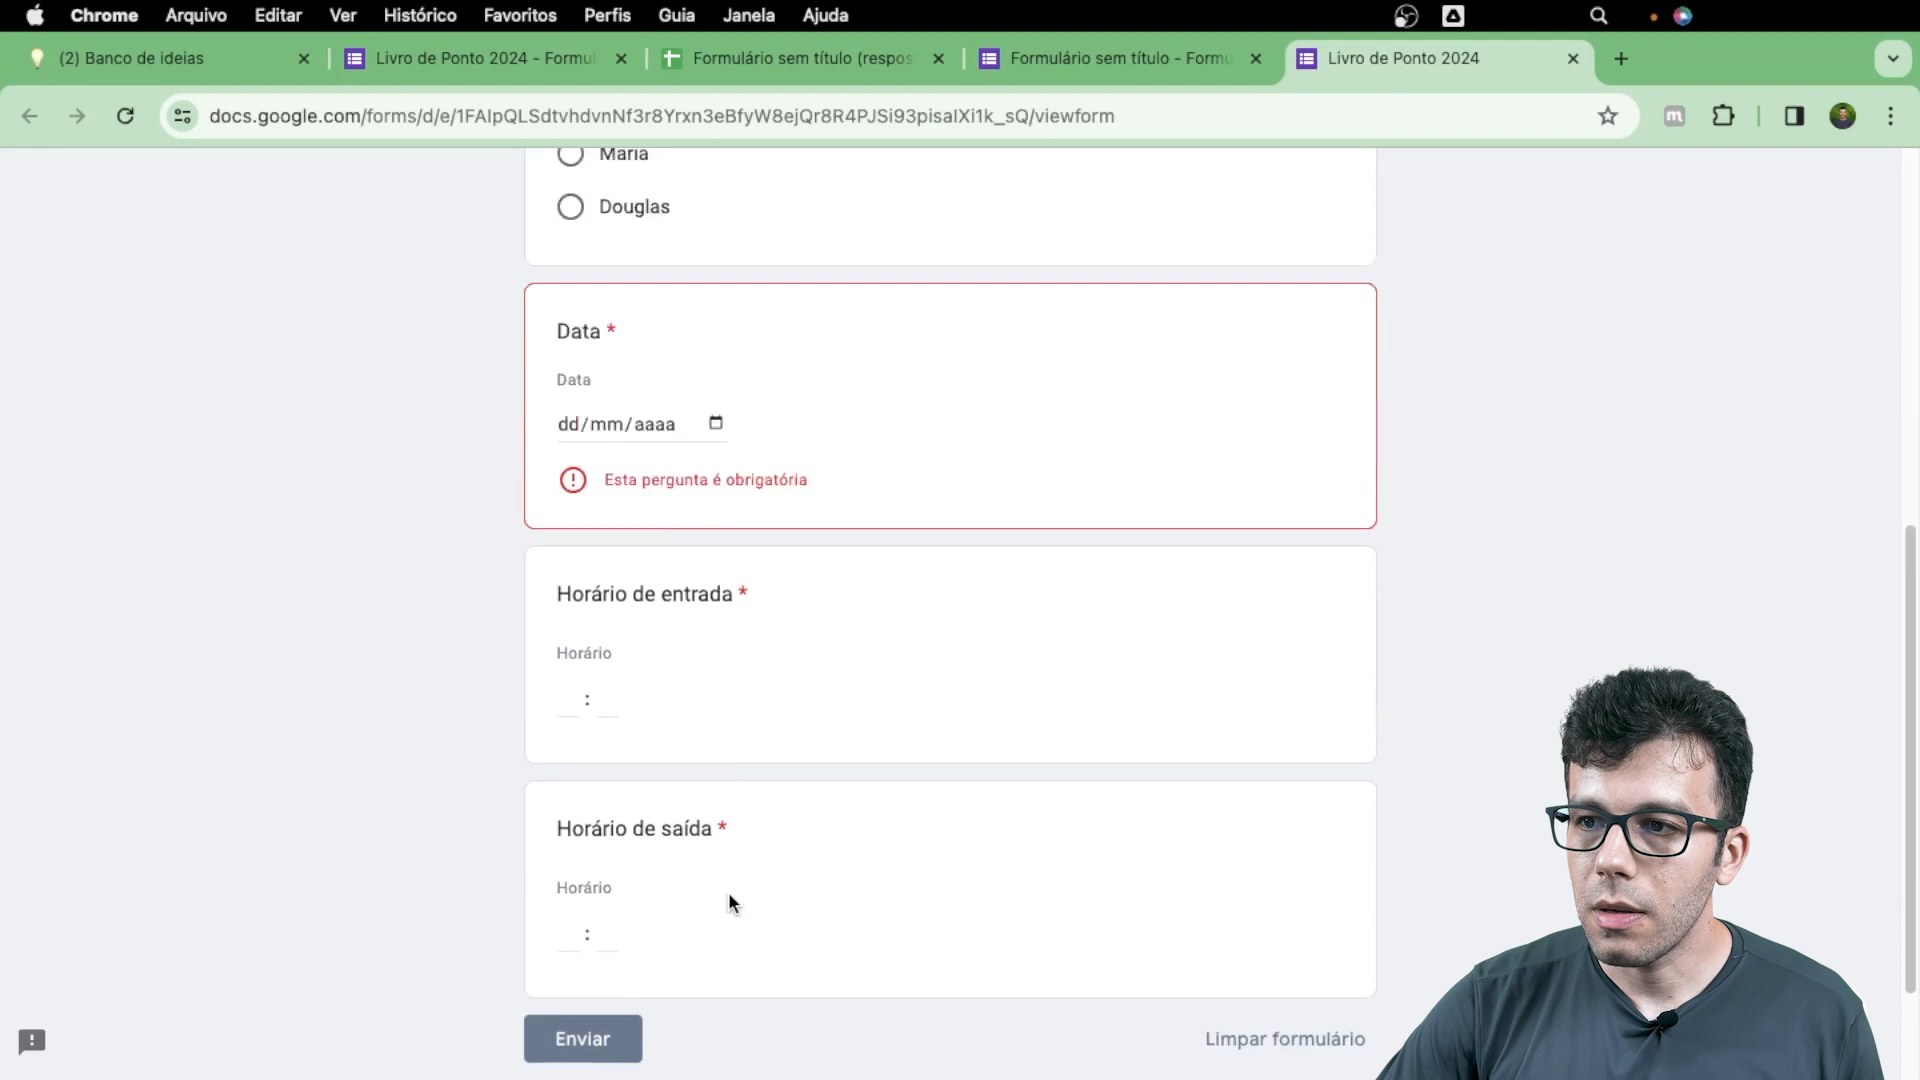 Chrome Arquivo Editar Ver Histórico Favoritos Perfis Guia Janela Ajuda
(2) Banco de ideias
Livro de Ponto 2024 - Formul
Formulário sem título (respos
Formulário sem título - Formu
Livro de Ponto 2024
docs.google.com/forms/d/e/1FAIpQLSdtvhdvnNf3r8Yrxn3eBfyW8ejQr8R4PJSi93pisaIXi1k_sQ/viewform
m
Maria
Douglas
Data *
Data
dd/mm/aaaa
Esta pergunta é obrigatória
Horário de entrada *
Horário
:
Horário de saída *
Horário
:
Enviar
Limpar formulário